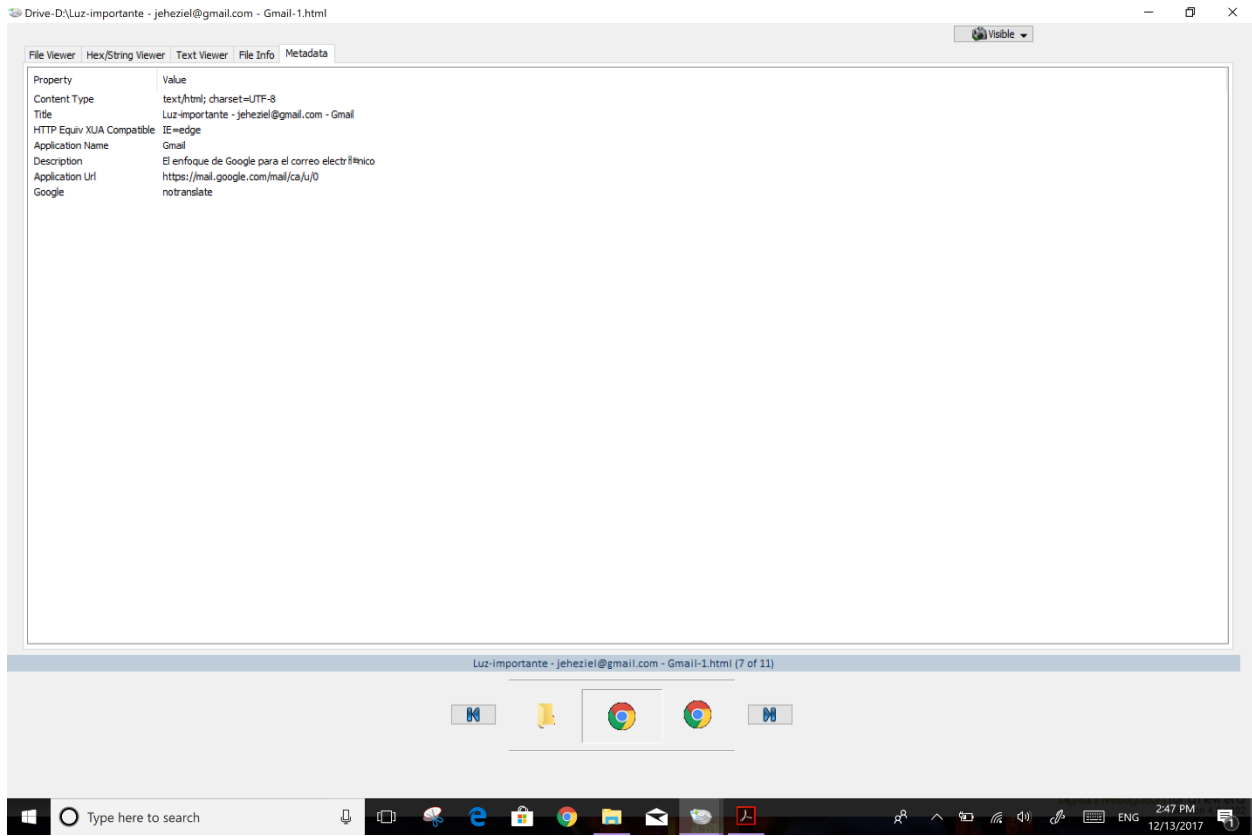 Drive-D:\Luz-importante - jeheziel@gmail.com - Gmail-1.html
Visible
File Viewer Hex/String Viewer Text Viewer File Info Metadata
Property Value
Content Type text/html; charset=UTF-8
Title Luz-importante - jeheziel@gmail.com - Gmail
HTTP Equiv XUA Compatible IE=edge
Application Name Gmail
Description El enfoque de Google para el correo
Application Url https://mail.google.com/mail/ca/u/0
Google notranslate
Luz-importante - jeheziel@gmail.com - Gmail-1.html (7 of 11)
Type here to search
ENG
2:47 PM
12/13/2017